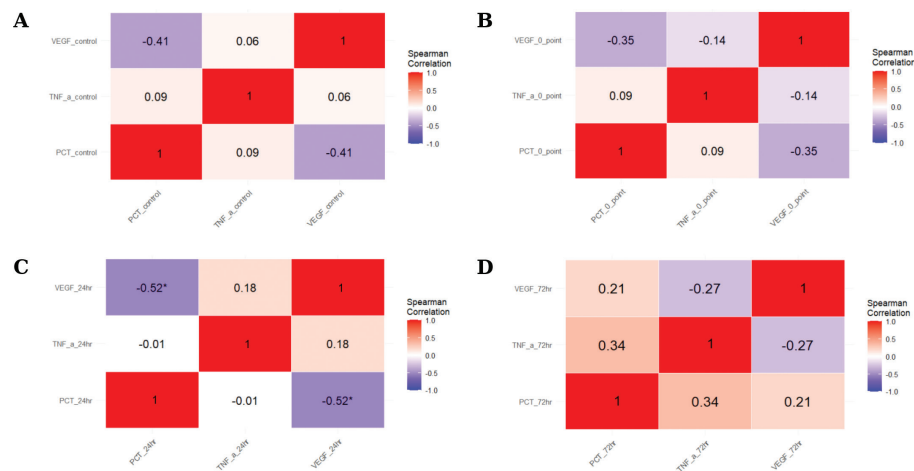 A
VEGF_control
-0.41
0.06
1
TNF_a_control
0.09
1
0.06
PCT_control
1
0.09
-0.41
PCT_control
TNF_a_control
VEGF_control
Spearman
Correlation
1.0
0.5
0.0
-0.5
-1.0
B
VEGF_0_point
-0.35
-0.14
1
TNF_a_0_point
0.09
1
-0.14
PCT_0_point
1
0.09
-0.35
PCT_0_point
TNF_a_0_point
VEGF_0_point
Spearman
Correlation
1.0
0.5
0.0
-0.5
-1.0
C
VEGF_24hr
-0.52*
0.18
1
TNF_a_24hr
-0.01
1
0.18
PCT_24hr
1
-0.01
-0.52*
PCT_24hr
TNF_a_24hr
VEGF_24hr
Spearman
Correlation
1.0
0.5
0.0
-0.5
-1.0
D
VEGF_72hr
0.21
-0.27
1
TNF_a_72hr
0.34
1
-0.27
PCT_72hr
1
0.34
0.21
PCT_72hr
TNF_a_72hr
VEGF_72hr
Spearman
Correlation
1.0
0.5
0.0
-0.5
-1.0